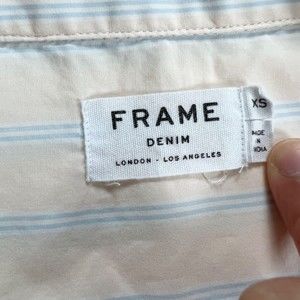 FRAME
DENIM
LONDON - LOS ANGELES
XS
MADE
IN
INDIA